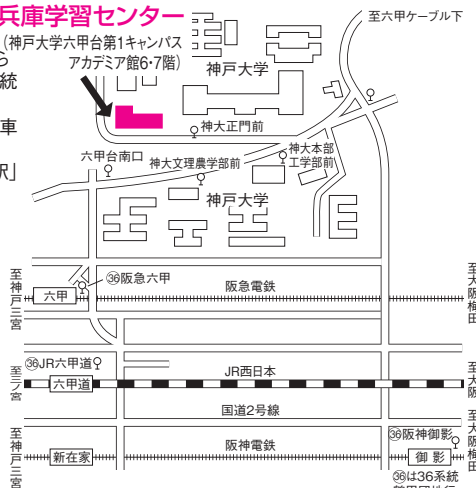 兵庫学習センター
(神戸大学六甲台第1キャンパス
アカデミア館6・7階)
ら
統
車
駅」
至六甲ケーブル下
神戸大学
神大正門前
神大本部
工学部前
六甲台南口
神大文理農学部前
神戸大学
㊱阪急六甲
阪急電鉄
六甲
至神戸三宮
至大阪梅田
㊱JR六甲道
JR西日本
六甲道
至三ノ宮
至大阪
国道2号線
㊱阪神御影
阪神電鉄
新在家
御影
至神戸三宮
至大阪梅田
㊱は36系統